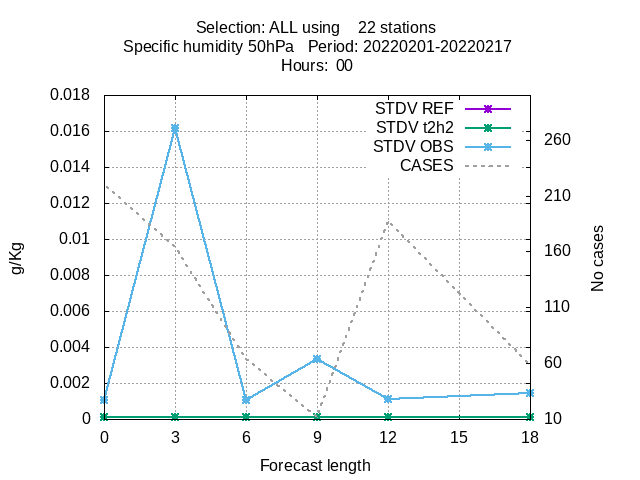 Selection: ALL using    22 stations
Specific humidity 50hPa   Period: 20220201-20220217
Hours:  00
STDV REF
STDV t2h2
STDV OBS
CASES
0.018
0.016
0.014
0.012
0.01
0.008
0.006
0.004
0.002
0
g/Kg
260
210
160
110
60
10
No cases
0 3 6 9 12 15 18
Forecast length